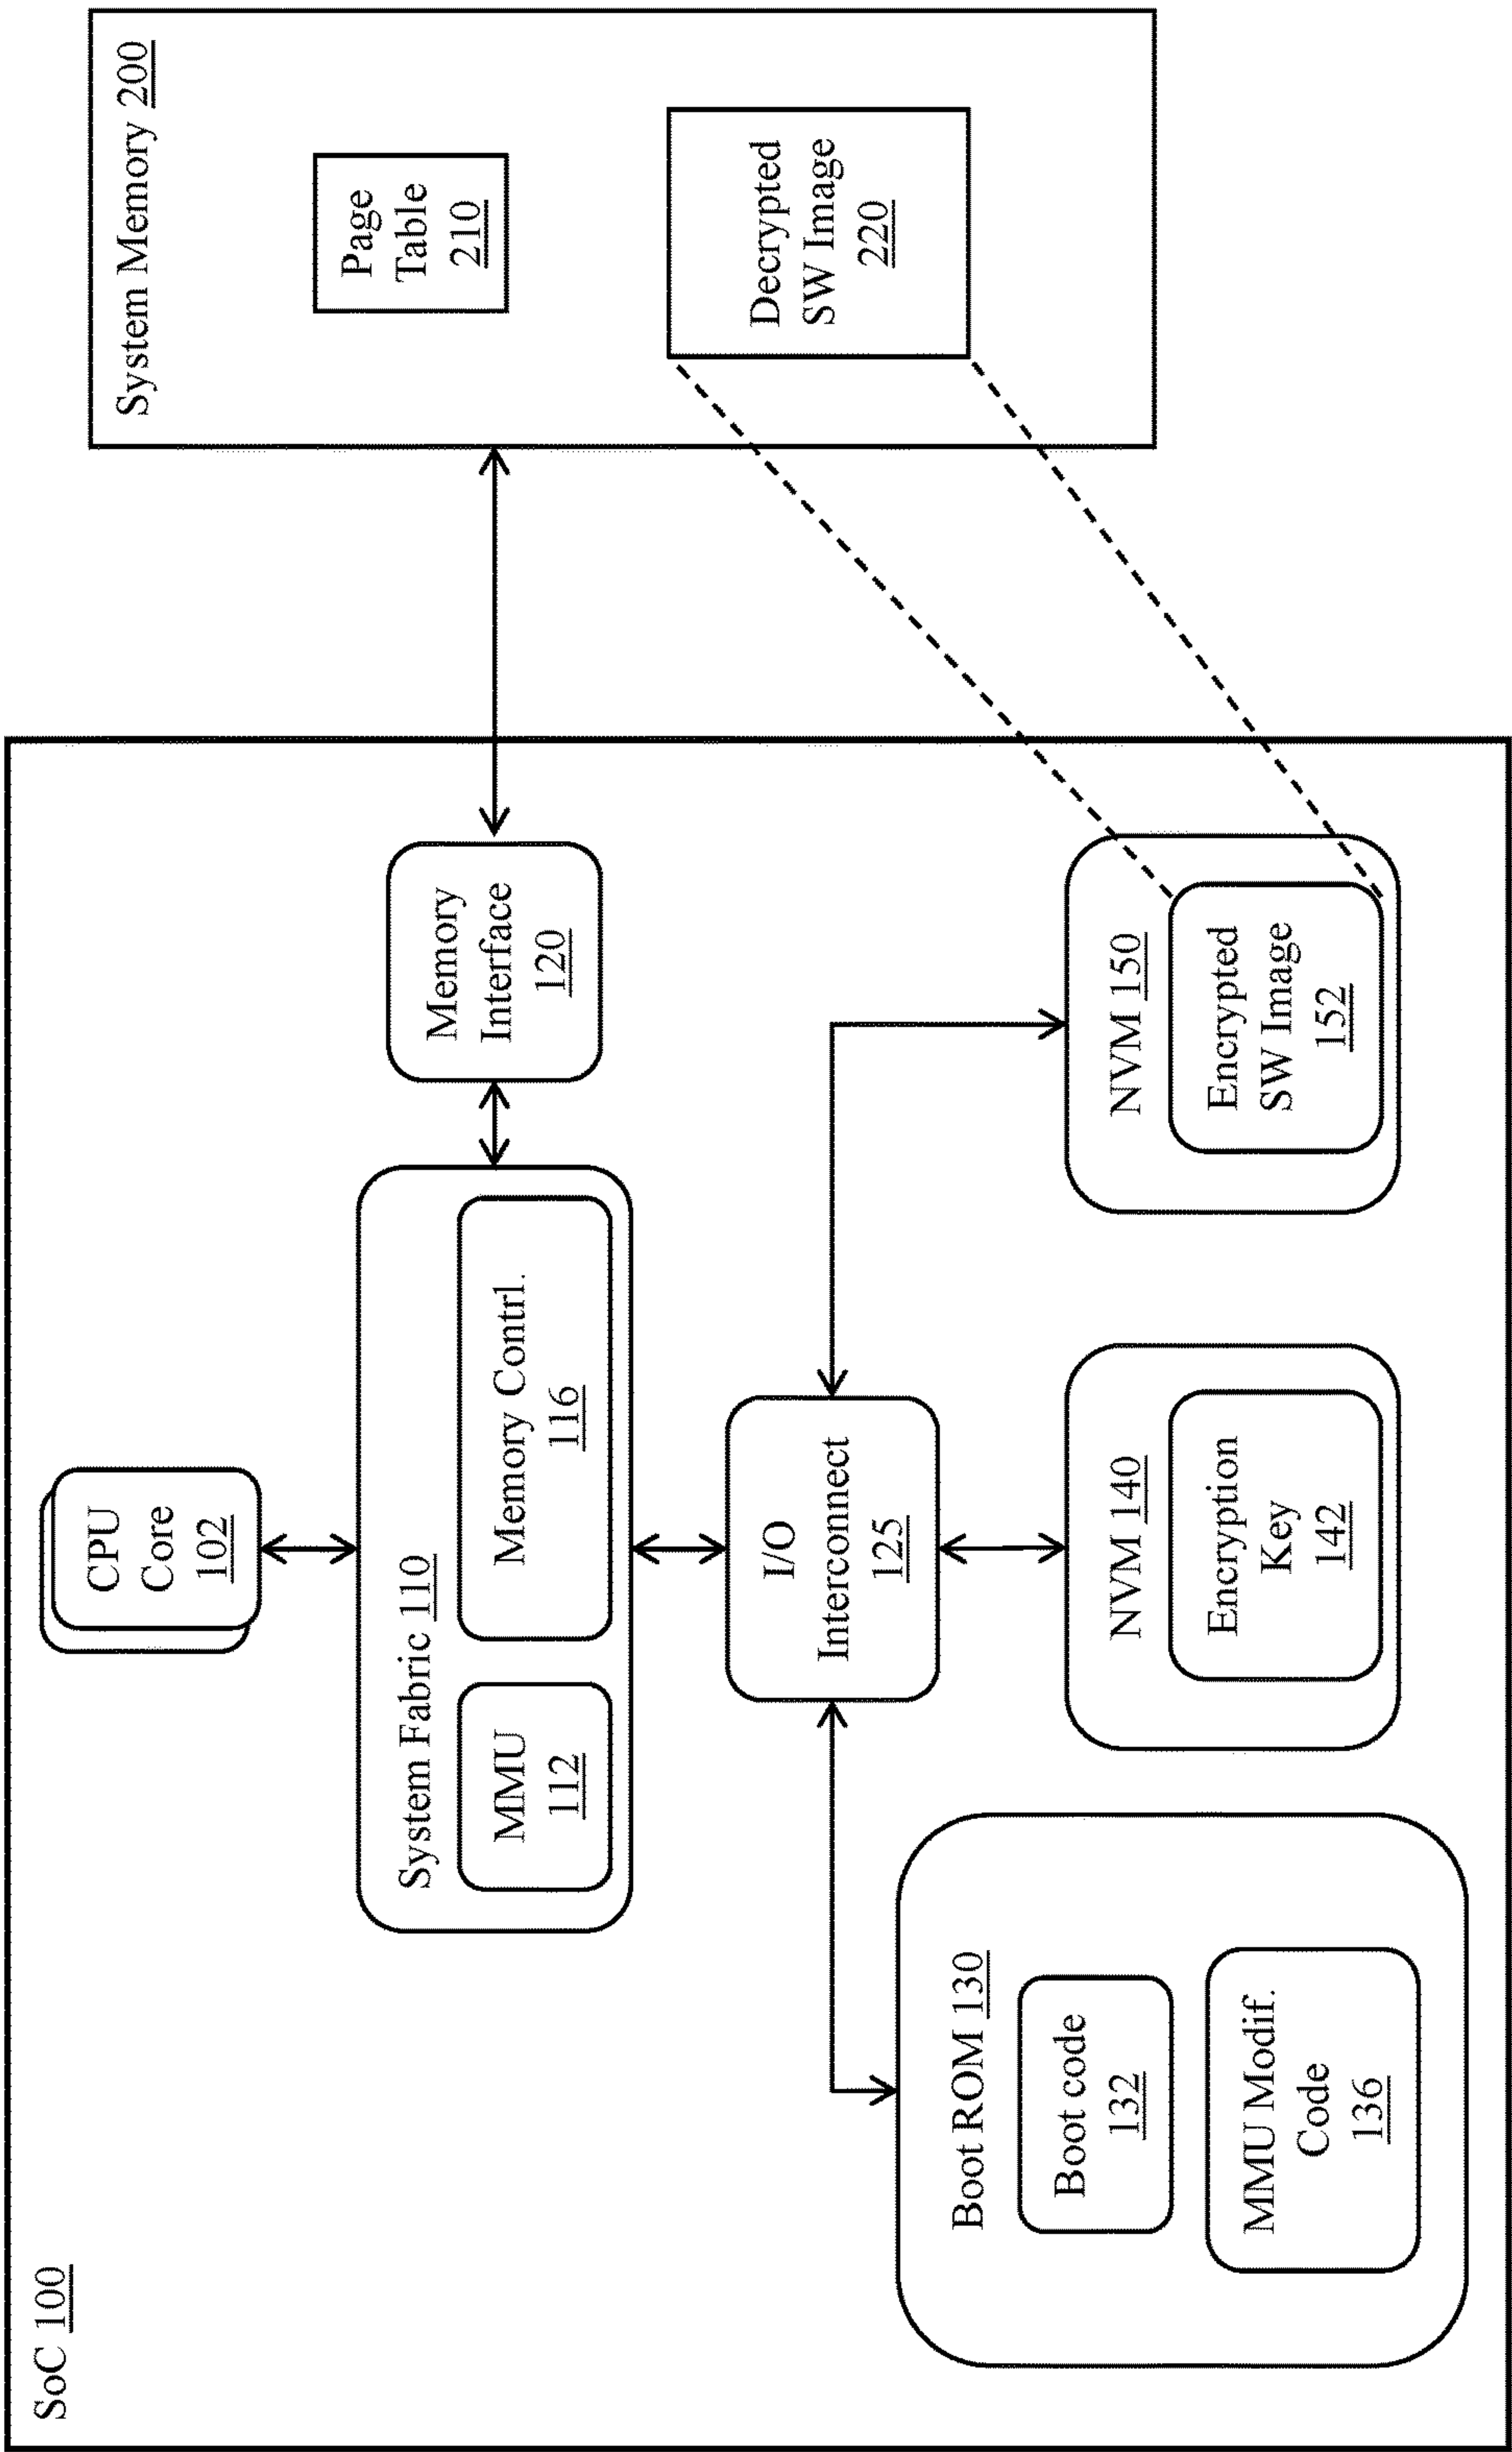 SoC 100
CPU
Core
102
System Fabric 110
MMU
112
Memory Contrl.
116
Memory
Interface
120
I/O
Interconnect
125
Boot ROM 130
Boot code
132
MMU Modif.
Code
136
NVM 140
Encryption
Key
142
NVM 150
Encrypted
SW Image
152
System Memory 200
Page
Table
210
Decrypted
SW Image
220